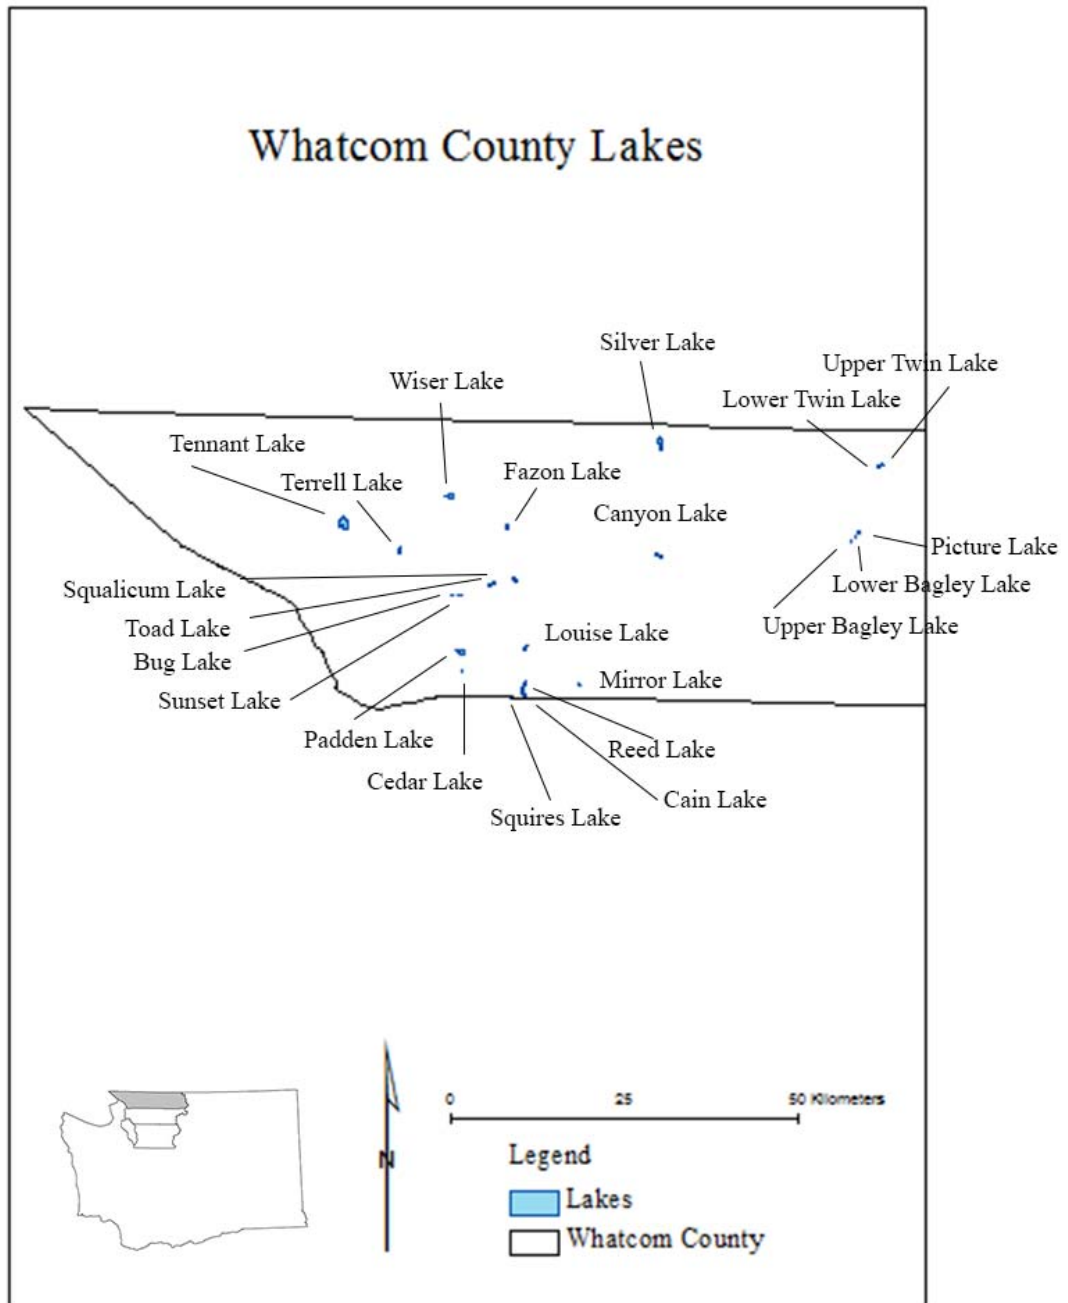 Whatcom County Lakes
Silver Lake
Upper Twin Lake
Wiser Lake
Lower Twin Lake
Tennant Lake
Fazon Lake
Terrell Lake
Canyon Lake
Picture Lake
Squalicum Lake
Lower Bagley Lake
Toad Lake
Upper Bagley Lake
Louise Lake
Bug Lake
Mirror Lake
Sunset Lake
Padden Lake
Reed Lake
Cedar Lake
Cain Lake
Squires Lake
0 25 50 Kilometers
N
Legend
Lakes
Whatcom County